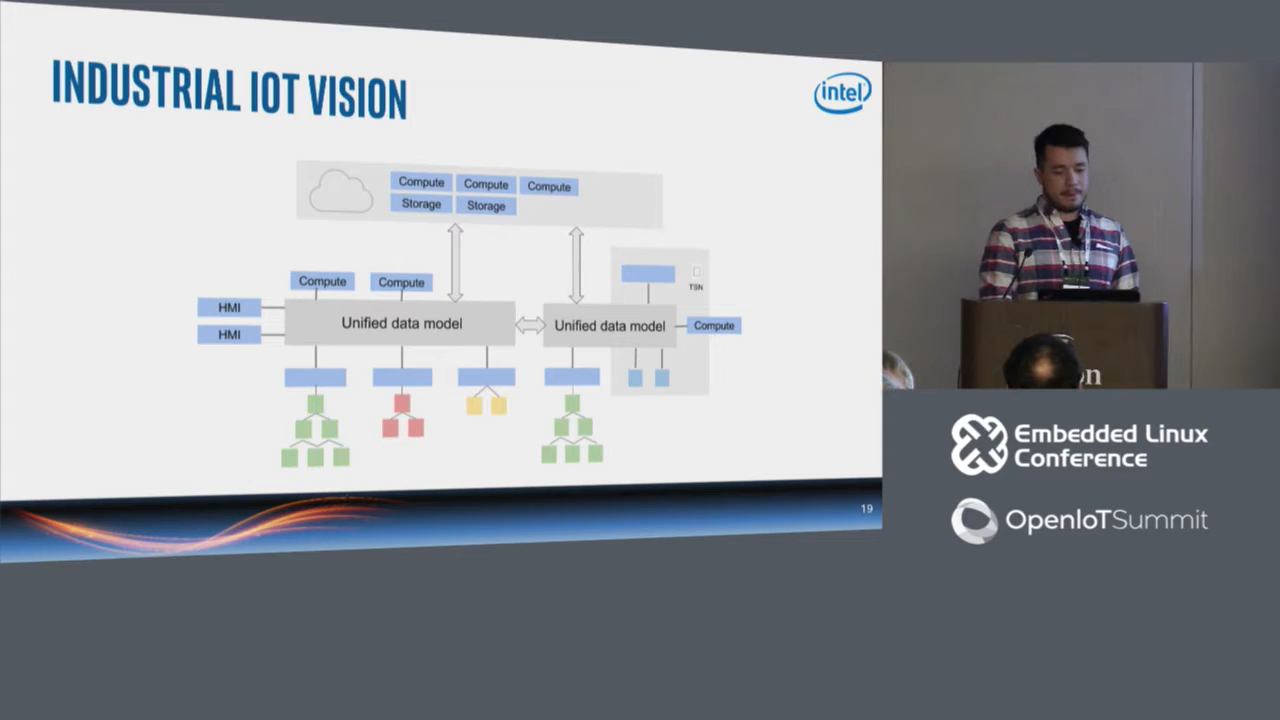 INDUSTRIAL IOT VISION
intel
Compute
Compute
Compute
Storage
Storage
TSN
Compute
Compute
HMI
HMI
Unified data model
Unified data model
Compute
19
on
Embedded Linux
Conference
OpenIoTSummit